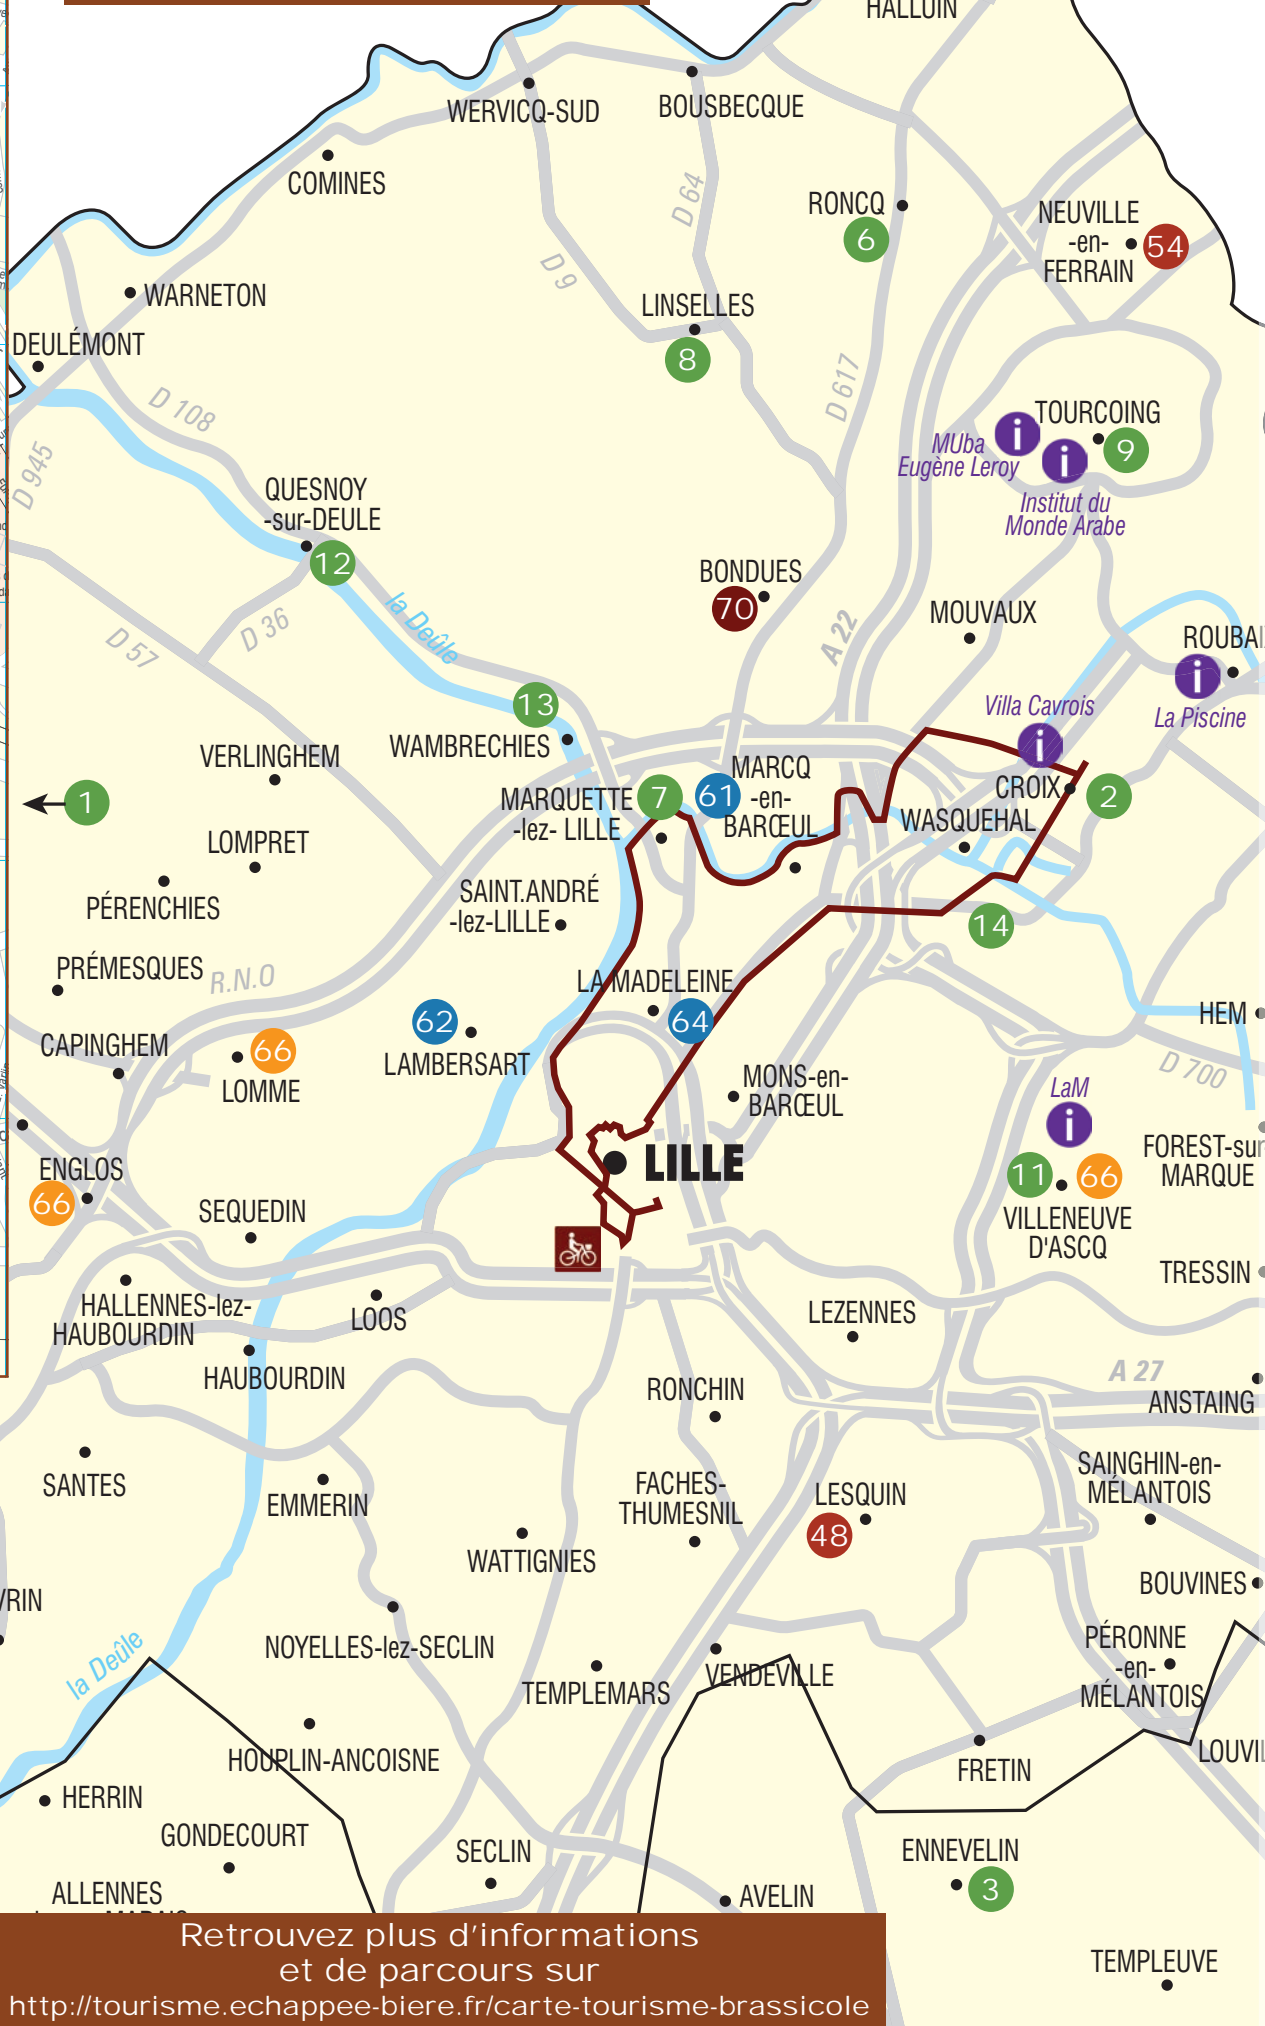 HALLUIN
WERVICQ-SUD
BOUSBECQUE
COMINES
D 64
RONCQ
6
NEUVILLE
-en-
FERRAIN
54
D 9
WARNETON
LINSELLES
8
DEULÉMONT
D 108
D 617
TOURCOING
9
MUba
Eugène Leroy
i
i
Institut du
Monde Arabe
D 945
QUESNOY
-sur-DEULE
12
BONDUES
70
la Deûle
D 36
D 57
A 22
MOUVAUX
i
La Piscine
13
WAMBRECHIES
Villa Cavrois
i
VERLINGHEM
1
MARQUETTE
-lez- LILLE
7
61
MARCQ
-en-
BARŒUL
CROIX
2
WASQUEHAL
LOMPRET
PÉRENCHIES
SAINT.ANDRÉ
-lez-LILLE
14
PRÉMESQUES
R.N.O
LA MADELEINE
64
HEM
62
LAMBERSART
CAPINGHEM
66
LOMME
D 700
MONS-en-
BARŒUL
LaM
i
FOREST-sur
MARQUE
LILLE
ENGLOS
66
11
66
VILLENEUVE
D'ASCQ
SEQUEDIN
TRESSIN
HALLENNES-lez-
HAUBOURDIN
LOOS
LEZENNES
HAUBOURDIN
RONCHIN
A 27
ANSTAING
SANTES
EMMERIN
FACHES-
THUMESNIL
LESQUIN
48
SAINGHIN-en-
MÉLANTOIS
WATTIGNIES
BOUVINES
VRIN
la Deûle
NOYELLES-lez-SECLIN
PÉRONNE
-en-
MÉLANTOIS
TEMPLEMARS
VENDEVILLE
HOUPLIN-ANCOISNE
FRETIN
LOUVIL
HERRIN
GONDECOURT
SECLIN
ENNEVELIN
3
ALLENNES
AVELIN
TEMPLEUVE
Retrouvez plus d'informations
et de parcours sur
http://tourisme.echappee-biere.fr/carte-tourisme-brassicole